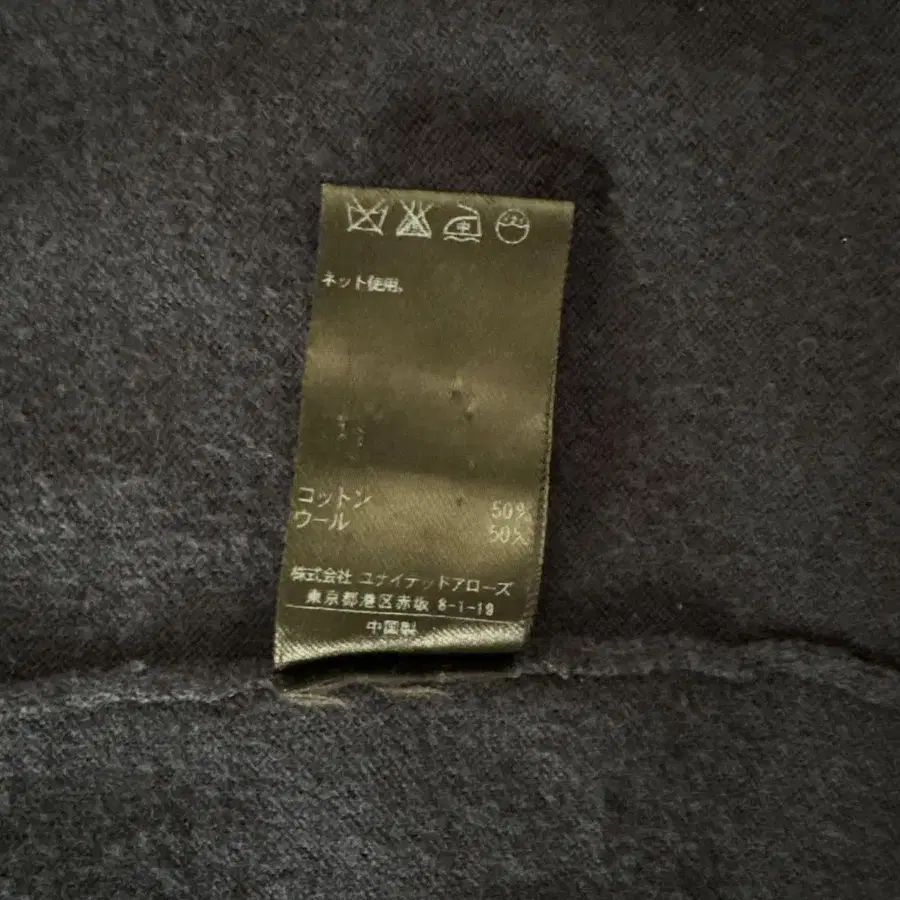 中
ネット使用。
コットン 50%
ウール 50%
株式会社 ユナイテッドアローズ
東京都港区赤坂 8-1-19
中国製